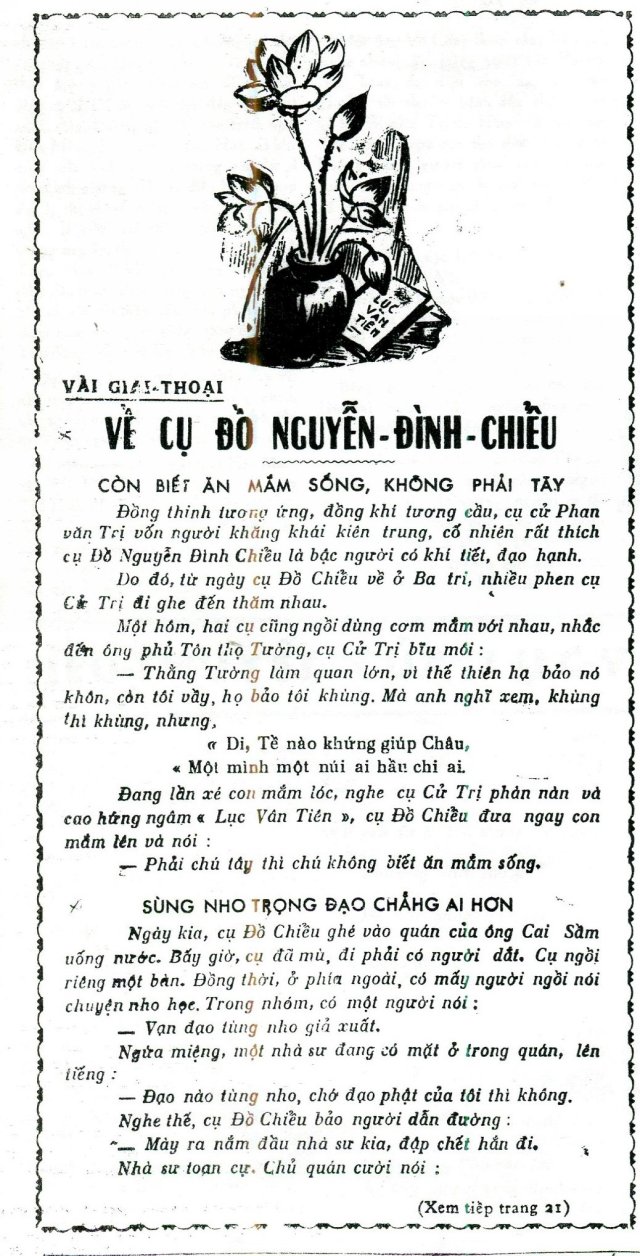 LỤC
VÂN
TIÊN
VÀI GIAI-THOẠI
VỀ CỤ ĐỒ NGUYỄN-ĐÌNH-CHIỂU
CÒN BIẾT ĂN MẮM SỐNG, KHÔNG PHẢI TÂY
Đồng thinh tương ứng, đồng khí tương cầu, cụ cử Phan
văn Trị vốn người khảng khái kiên trung, cố nhiên rất thích
cụ Đồ Nguyễn Đình Chiều là bậc người có khí tiết, đạo hạnh.
Do đó, từ ngày cụ Đồ Chiều về ở Ba tri, nhiều phen cụ
Cử Trị đi ghe đến thăm nhau.
Một hôm, hai cụ cũng ngồi dùng cơm mắm với nhau, nhắc
đến ông phủ Tôn thọ Tường, cụ Cử Trị bĩu môi :
— Thằng Tường làm quan lớn, vì thế thiên hạ bảo nó
khôn, còn tôi vầy, họ bảo tôi khùng. Mà anh nghĩ xem, khùng
thì khùng, nhưng,
« Di, Tề nào khứng giúp Châu,
« Một mình một núi ai hầu chi ai.
Đang lần xé con mắm lóc, nghe cụ Cử Trị phàn nàn và
cao hứng ngâm « Lục Vân Tiên », cụ Đồ Chiều đưa ngay con
mắm lên và nói :
— Phải chú tây thì chú không biết ăn mắm sống.
SÙNG NHO TRỌNG ĐẠO CHẲNG AI HƠN
Ngày kia, cụ Đồ Chiều ghé vào quán của ông Cai Sầm
uống nước. Bấy giờ, cụ đã mù, đi phải có người dắt. Cụ ngồi
riêng một bàn. Đồng thời, ở phía ngoài, có mấy người ngồi nói
chuyện nho học. Trong nhóm, có một người nói :
— Vạn đạo tùng nho giả xuất.
Ngứa miệng, một nhà sư đang có mặt ở trong quán, lên
tiếng :
— Đạo nào tùng nho, chớ đạo phật của tôi thì không.
Nghe thế, cụ Đồ Chiều bảo người dẫn đường :
— Mày ra nắm đầu nhà sư kia, đập chết hắn đi.
Nhà sư toan cự. Chủ quán cười nói :
(Xem tiếp trang 21)